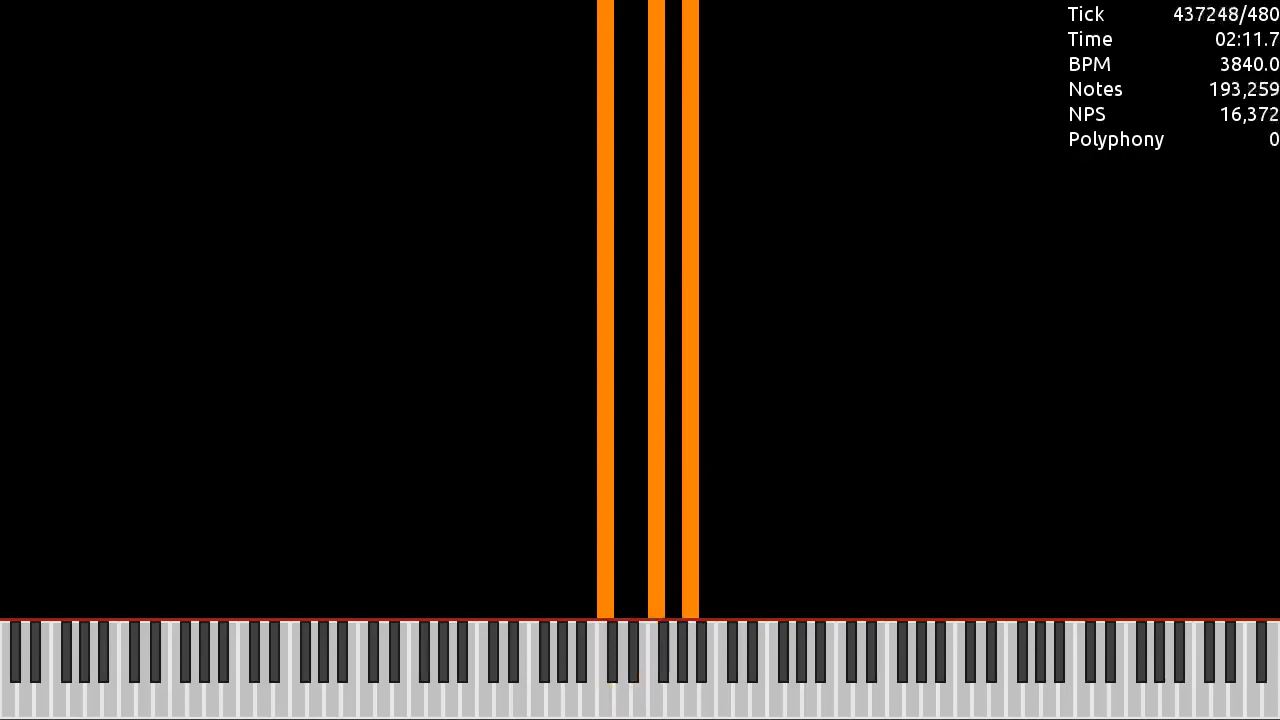 Tick 437248/480
Time 02:11.7
BPM 3840.0
Notes 193,259
NPS 16,372
Polyphony 0